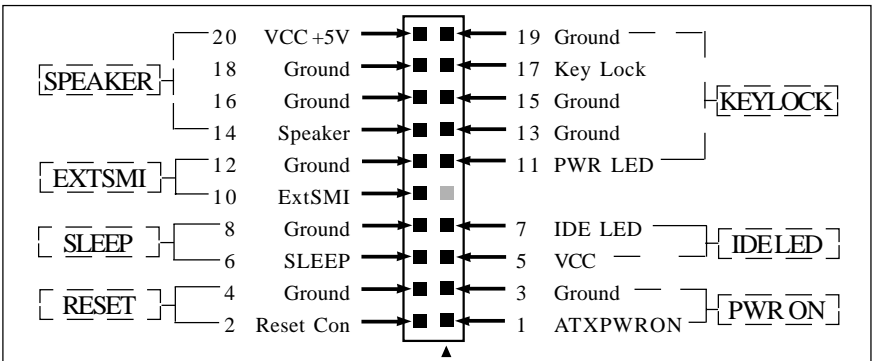 20 VCC +5V 19 Ground
18 Ground 17 Key Lock
SPEAKER KEYLOCK
16 Ground 15 Ground
14 Speaker 13 Ground
12 Ground 11 PWR LED
EXTSMI
10 ExtSMI
8 Ground 7 IDE LED
SLEEP IDE LED
6 SLEEP 5 VCC
4 Ground 3 Ground
RESET PWR ON
2 Reset Con 1 ATXPWRON